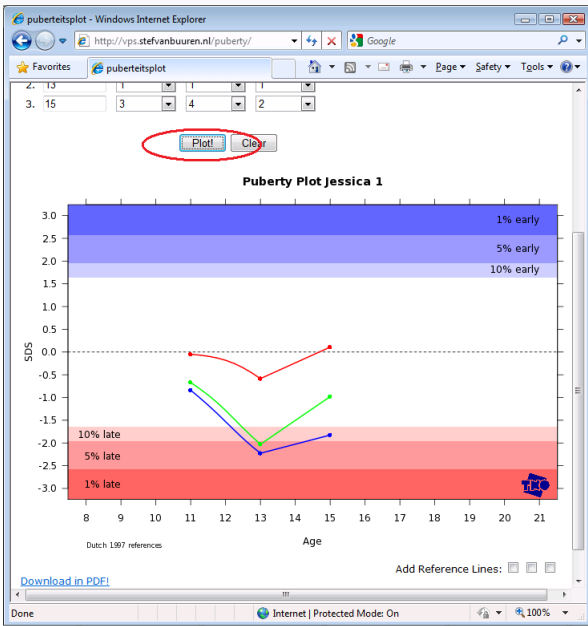 puberteitsplot - Windows Internet Explorer
http://vps.stefvanbuuren.nl/puberty/
Google
Favorites
puberteitsplot
Page
Safety
Tools
2. 13 1 1 1
3. 15 3 4 2
Plot! Clear
Puberty Plot Jessica 1
1% early
5% early
10% early
3.0
2.5
2.0
1.5
1.0
0.5
0.0
-0.5
-1.0
-1.5
-2.0
-2.5
-3.0
SDS
10% late
5% late
1% late
TNO
8 9 10 11 12 13 14 15 16 17 18 19 20 21
Age
Dutch 1997 references
Add Reference Lines:
Download in PDF!
Done
Internet | Protected Mode: On
100%